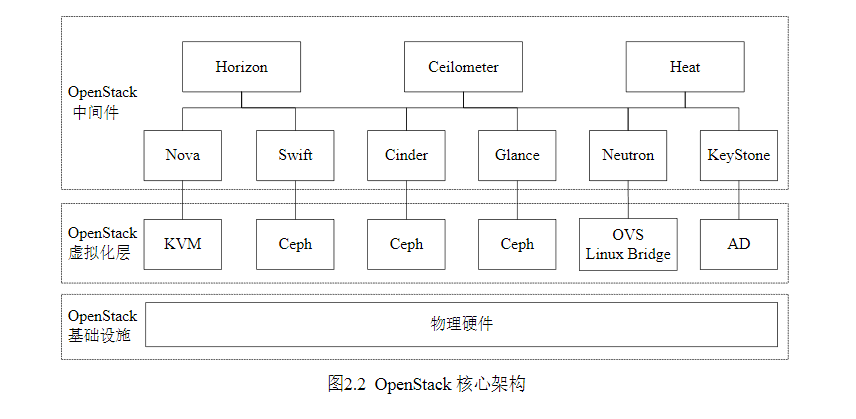 Horizon
Ceilometer
Heat
OpenStack
中间件
Nova
Swift
Cinder
Glance
Neutron
KeyStone
OpenStack
虚拟化层
KVM
Ceph
Ceph
Ceph
OVS
Linux Bridge
AD
OpenStack
基础设施
物理硬件
图2.2 OpenStack 核心架构